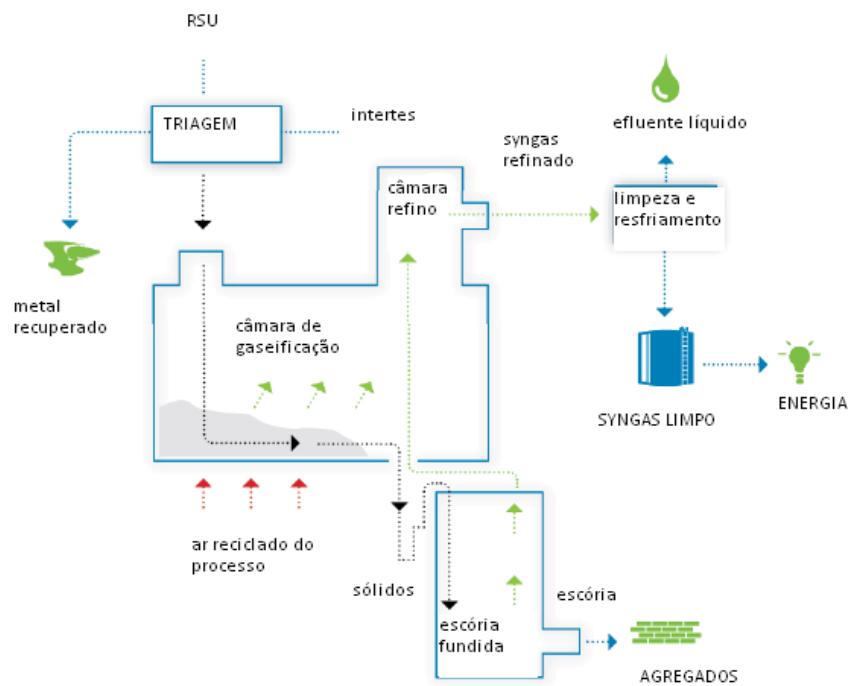 RSU
TRIAGEM
intertes
efluente líquido
syngas
refinado
câmara
refino
limpeza e
resfriamento
metal
recuperado
câmara de
gaseificação
SYNGAS LIMPO
ENERGIA
ar reciclado do
processo
sólidos
escória
escória
fundida
AGREGADOS